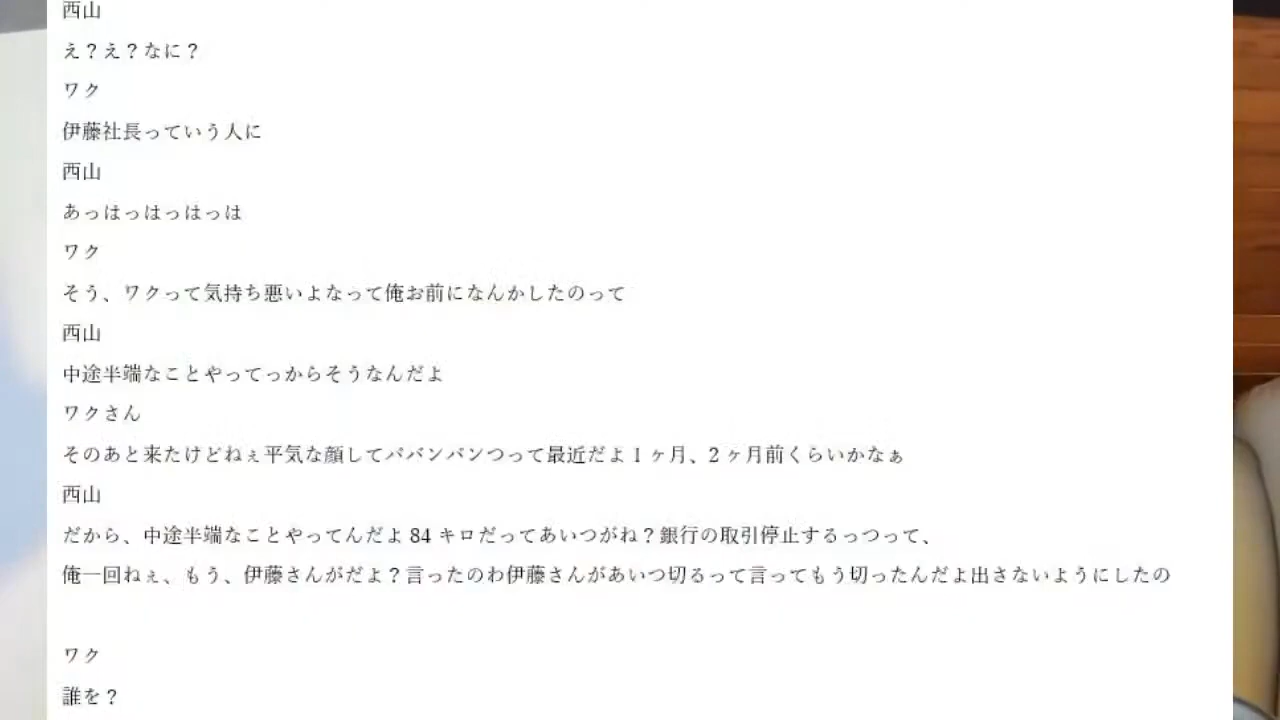 西山
え？え？なに？
ワク
伊藤社長っていう人に
西山
あっはっはっはっは
ワク
そう、ワクって気持ち悪いよなって俺お前になんかしたのって
西山
中途半端なことやってっからそうなんだよ
ワクさん
そのあと来たけどねぇ平気な顔してババンバンつって最近だよ１ヶ月、２ヶ月前くらいかなぁ
西山
だから、中途半端なことやってんだよ 84 キロだってあいつがね？銀行の取引停止するっつって、
俺一回ねぇ、もう、伊藤さんがだよ？言ったのわ伊藤さんがあいつ切るって言ってもう切ったんだよ出さないようにしたの
ワク
誰を？